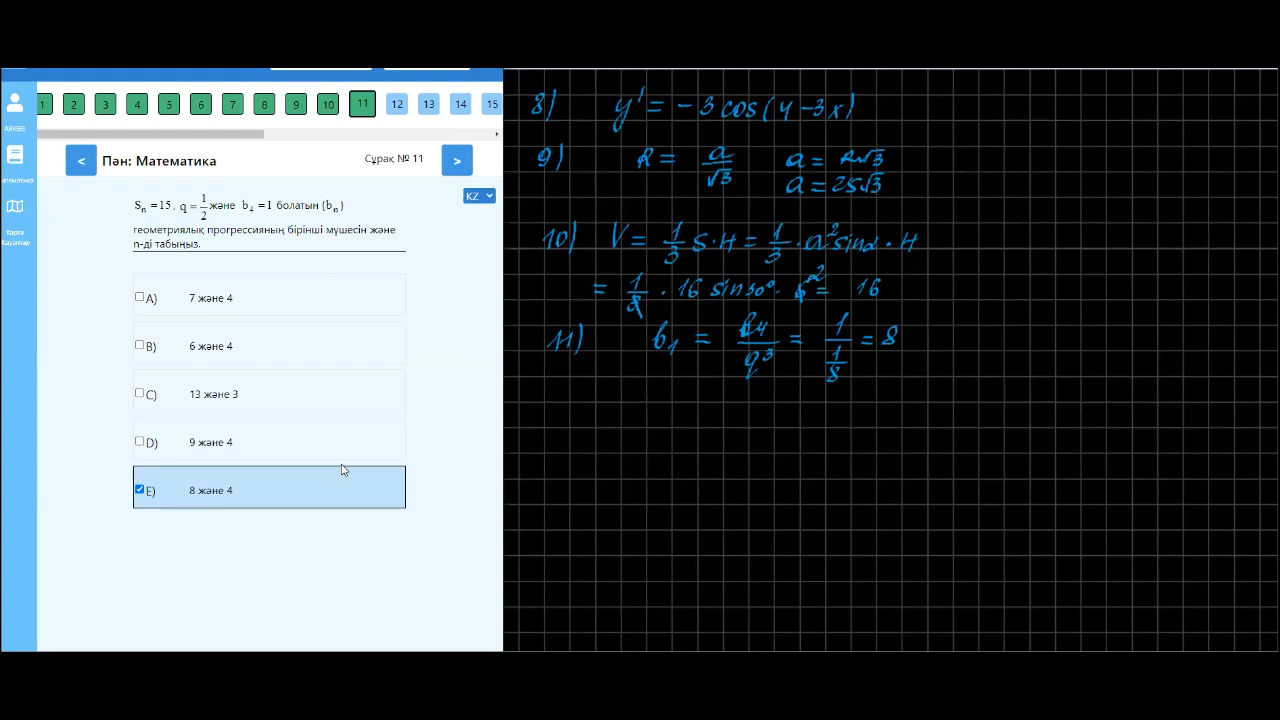 АЯКӨЗ
атематика
Карта
Қауаптар
1 2 3 4 5 6 7 8 9 10 11 12 13 14 15
< Пән: Математика Сұрақ № 11 >
KZ
Sₙ = 15, q = 1/2 және b₄ = 1 болатын {bₙ}
геометриялық прогрессияның бірінші мүшесін және
n-ді табыңыз.
A) 7 және 4
B) 6 және 4
C) 13 және 3
D) 9 және 4
E) 8 және 4
8) y' = -3 cos(4-3x)
9) R = a/√3 a = R√3
a = 25√3
10) V = 1/3 S·H = 1/3 · a² sinα · H
= 1/3 · 16 sin30° · 6 = 16
11) b₁ = b₄/q³ = 1/(1/8) = 8